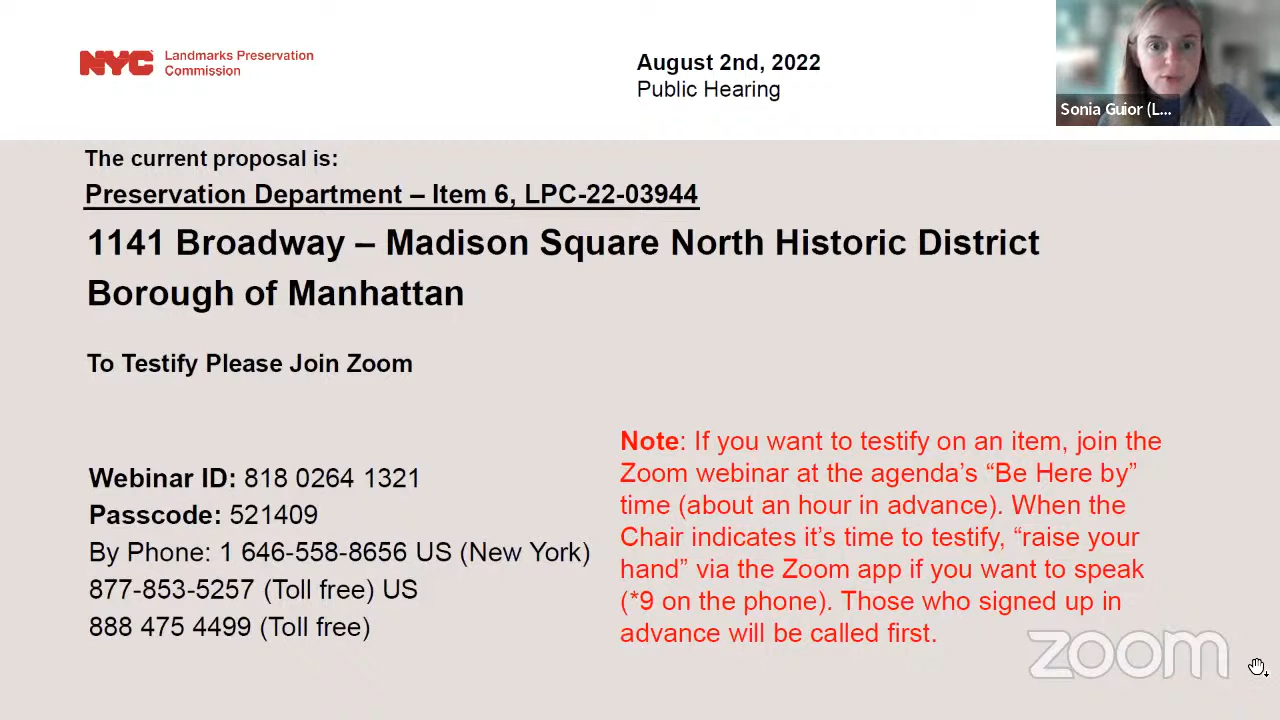 NYC Landmarks Preservation
Commission
August 2nd, 2022
Public Hearing
Sonia Guior (L...
The current proposal is:
Preservation Department – Item 6, LPC-22-03944
1141 Broadway – Madison Square North Historic District
Borough of Manhattan
To Testify Please Join Zoom
Webinar ID: 818 0264 1321
Passcode: 521409
By Phone: 1 646-558-8656 US (New York)
877-853-5257 (Toll free) US
888 475 4499 (Toll free)
Note: If you want to testify on an item, join the
Zoom webinar at the agenda’s “Be Here by”
time (about an hour in advance). When the
Chair indicates it’s time to testify, “raise your
hand” via the Zoom app if you want to speak
(*9 on the phone). Those who signed up in
advance will be called first.
zoom